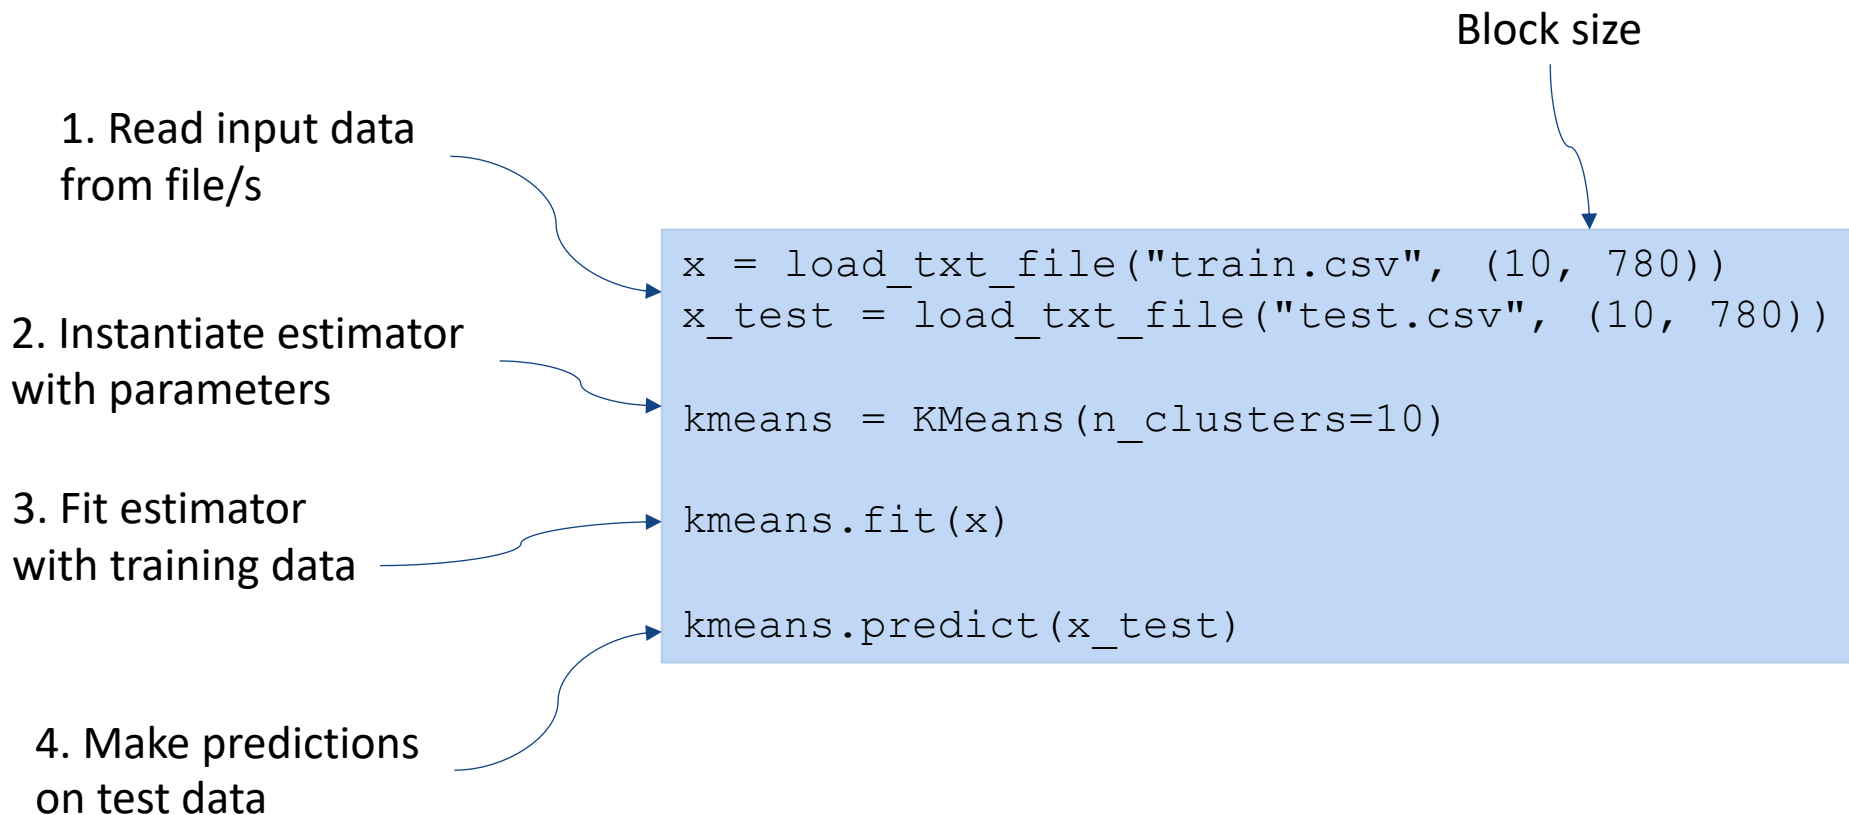 Block size
1. Read input data
from file/s
x = load_txt_file("train.csv", (10, 780))
x_test = load_txt_file("test.csv", (10, 780))
2. Instantiate estimator
with parameters
kmeans = KMeans(n_clusters=10)
3. Fit estimator
with training data
kmeans.fit(x)
kmeans.predict(x_test)
4. Make predictions
on test data